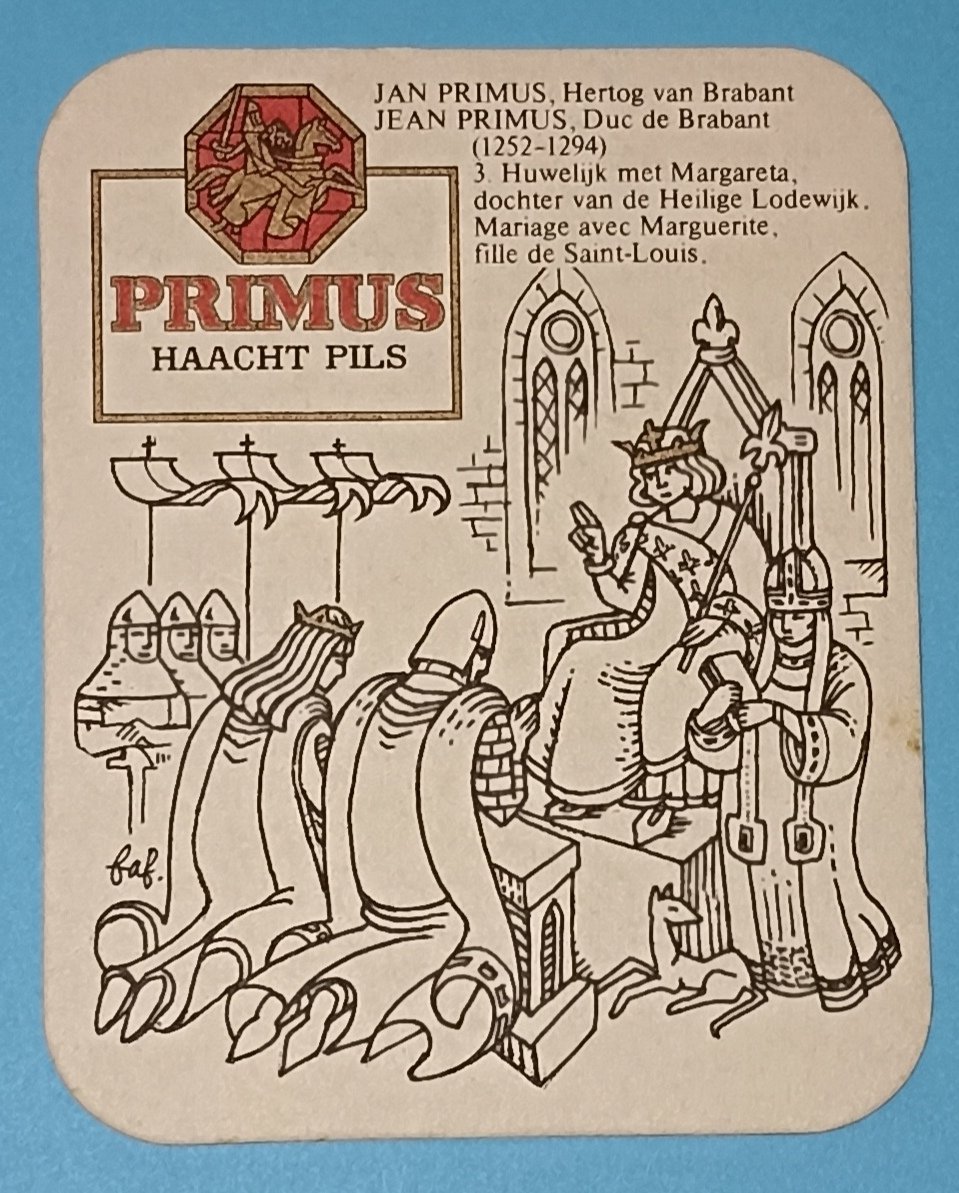 JAN PRIMUS, Hertog van Brabant
JEAN PRIMUS, Duc de Brabant
(1252-1294)
3. Huwelijk met Margareta,
dochter van de Heilige Lodewijk.
Mariage avec Marguerite,
fille de Saint-Louis.
PRIMUS
HAACHT PILS
faf.